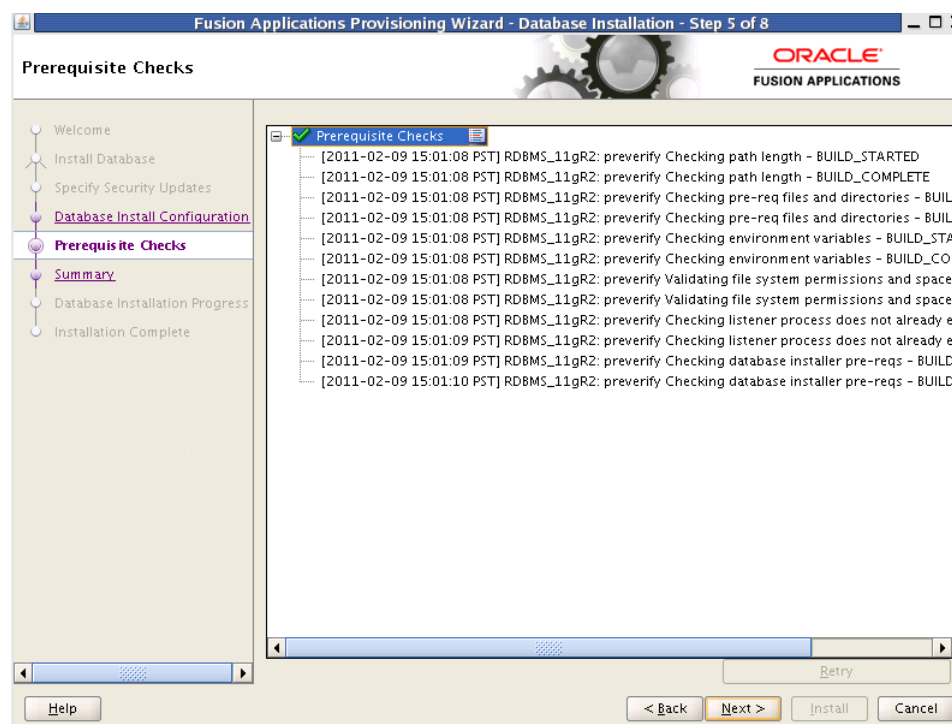 Fusion Applications Provisioning Wizard - Database Installation - Step 5 of 8
Prerequisite Checks
ORACLE
FUSION APPLICATIONS
Welcome
Install Database
Specify Security Updates
Database Install Configuration
Prerequisite Checks
Summary
Database Installation Progress
Installation Complete
Prerequisite Checks
[2011-02-09 15:01:08 PST] RDBMS_11gR2: preverify Checking path length - BUILD_STARTED
[2011-02-09 15:01:08 PST] RDBMS_11gR2: preverify Checking path length - BUILD_COMPLETE
[2011-02-09 15:01:08 PST] RDBMS_11gR2: preverify Checking pre-req files and directories - BUIL
[2011-02-09 15:01:08 PST] RDBMS_11gR2: preverify Checking pre-req files and directories - BUIL
[2011-02-09 15:01:08 PST] RDBMS_11gR2: preverify Checking environment variables - BUILD_STA
[2011-02-09 15:01:08 PST] RDBMS_11gR2: preverify Checking environment variables - BUILD_CO
[2011-02-09 15:01:08 PST] RDBMS_11gR2: preverify Validating file system permissions and space
[2011-02-09 15:01:08 PST] RDBMS_11gR2: preverify Validating file system permissions and space
[2011-02-09 15:01:08 PST] RDBMS_11gR2: preverify Checking listener process does not already e
[2011-02-09 15:01:09 PST] RDBMS_11gR2: preverify Checking listener process does not already e
[2011-02-09 15:01:09 PST] RDBMS_11gR2: preverify Checking database installer pre-reqs - BUILD
[2011-02-09 15:01:10 PST] RDBMS_11gR2: preverify Checking database installer pre-reqs - BUILD
Retry
Help
< Back
Next >
Install
Cancel